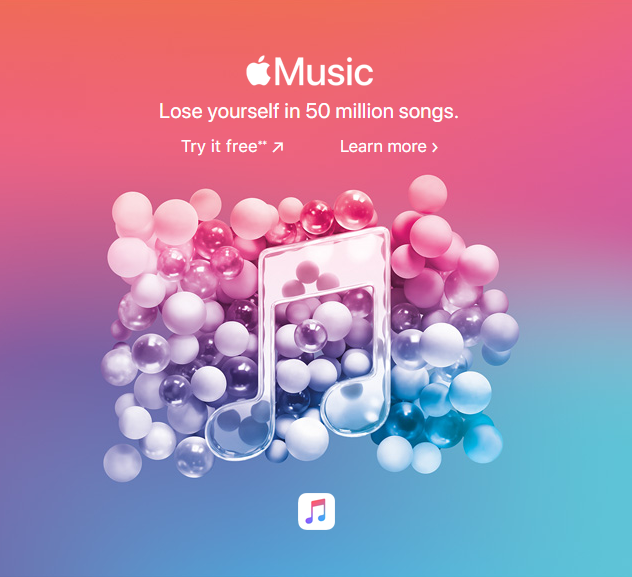 Music
Lose yourself in 50 million songs.
Try it free** ↗
Learn more ›